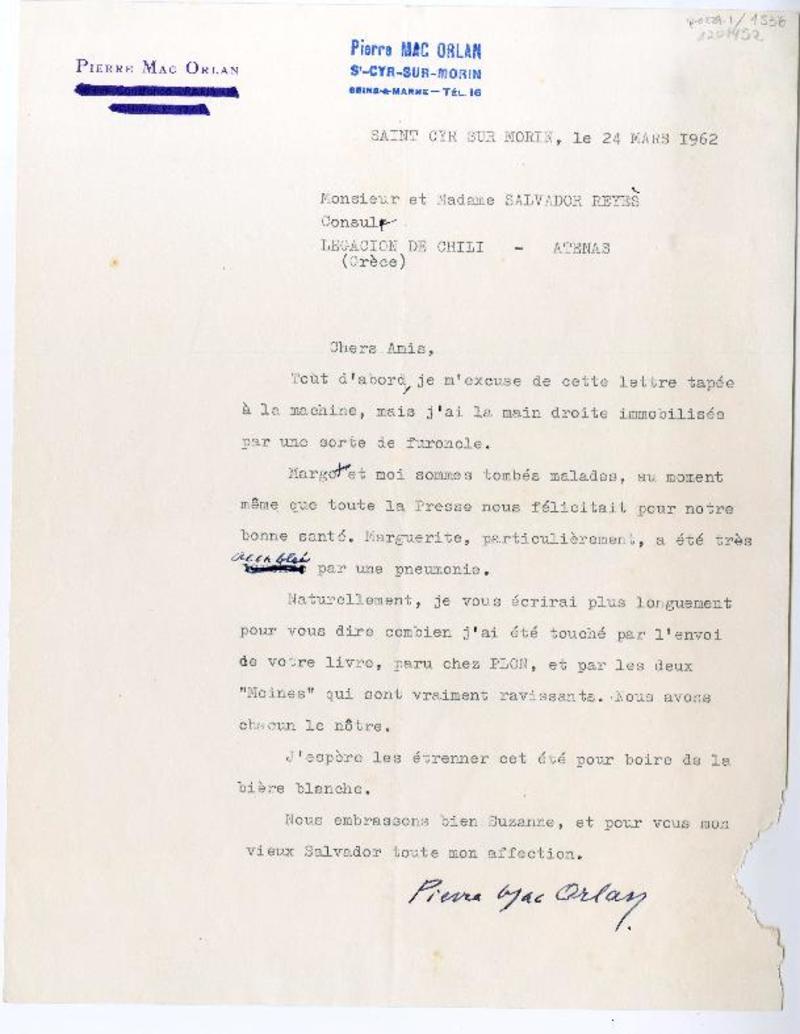 1201452
PIERRE MAC ORLAN
Pierre MAC ORLAN
St-CYR-SUR-MORIN
SEINE-&-MARNE — TÉL. 16
SAINT CYR SUR MORIN, le 24 MARS 1962
Monsieur et Madame SALVADOR REYES
Consul
LEGACION DE CHILI - ATENAS
(Grèce)
Chers Amis,
Tout d'abord, je m'excuse de cette lettre tapée
à la machine, mais j'ai la main droite immobilisée
par une sorte de furoncle.
Margot et moi sommes tombés malades, au moment
même que toute la Presse nous félicitait pour notre
bonne santé. Marguerite, particulièrement, a été très
accablée par une pneumonie.
Naturellement, je vous écrirai plus longuement
pour vous dire combien j'ai été touché par l'envoi
de votre livre, paru chez PLON, et par les deux
"Moines" qui sont vraiment ravissants. Nous avons
chacun le nôtre.
J'espère les étrenner cet été pour boire de la
bière blanche.
Nous embrassons bien Suzanne, et pour vous mon
vieux Salvador toute mon affection.
Pierre Mac Orlan